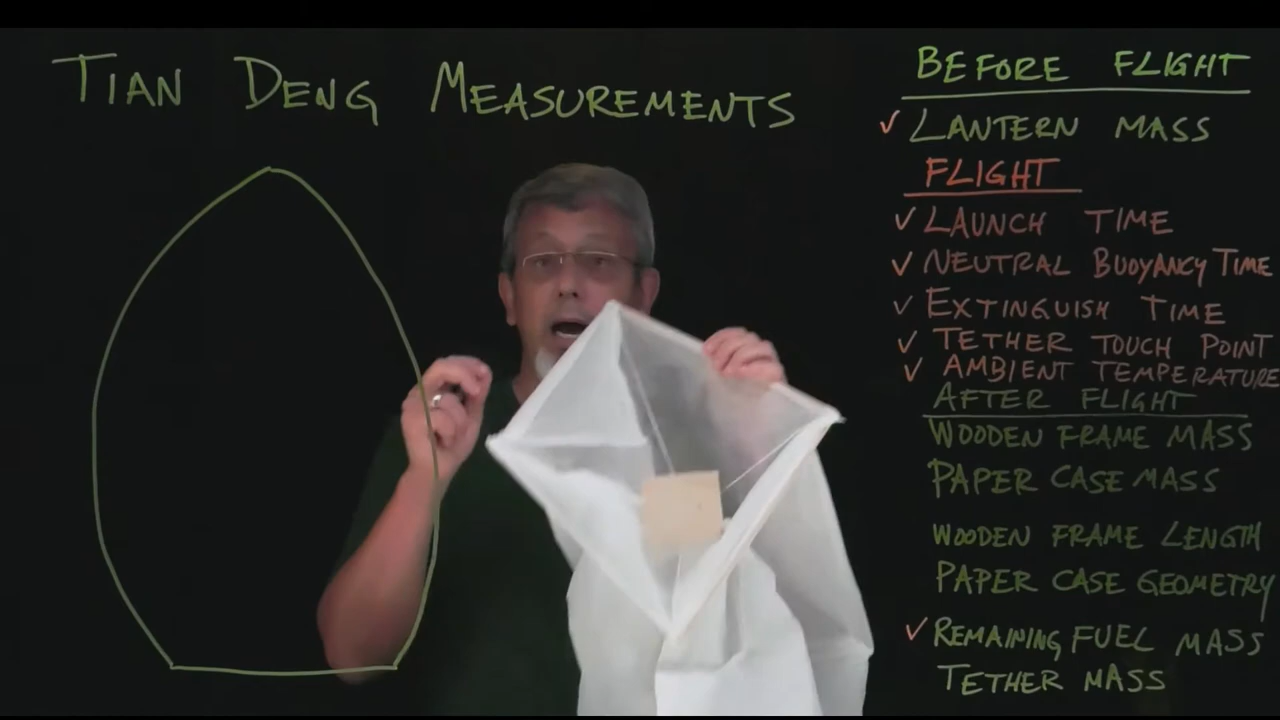 TIAN DENG MEASUREMENTS
BEFORE FLIGHT
✓ LANTERN MASS
FLIGHT
✓ LAUNCH TIME
✓ NEUTRAL BUOYANCY TIME
✓ EXTINGUISH TIME
✓ TETHER TOUCH POINT
✓ AMBIENT TEMPERATURE
AFTER FLIGHT
WOODEN FRAME MASS
PAPER CASE MASS
WOODEN FRAME LENGTH
PAPER CASE GEOMETRY
✓ REMAINING FUEL MASS
TETHER MASS